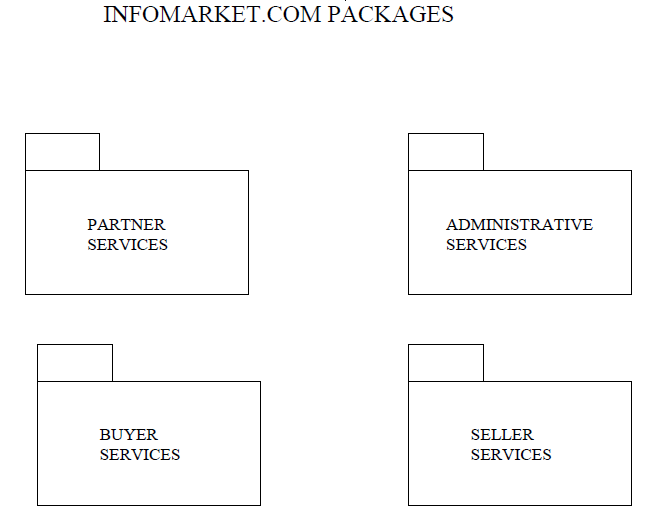 INFOMARKET.COM PACKAGES
PARTNER
SERVICES
ADMINISTRATIVE
SERVICES
BUYER
SERVICES
SELLER
SERVICES